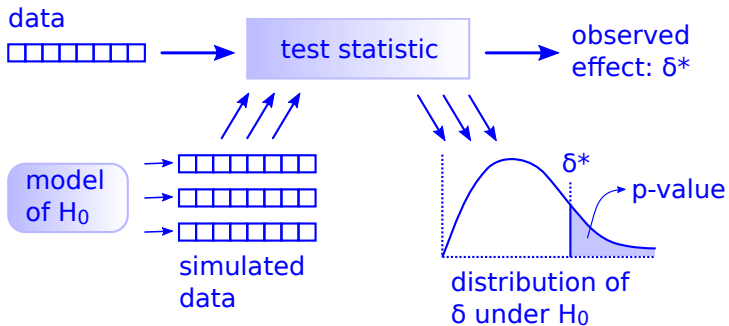 data
test statistic
observed
effect: δ*
model
of H₀
simulated
data
δ*
p-value
distribution of
δ under H₀